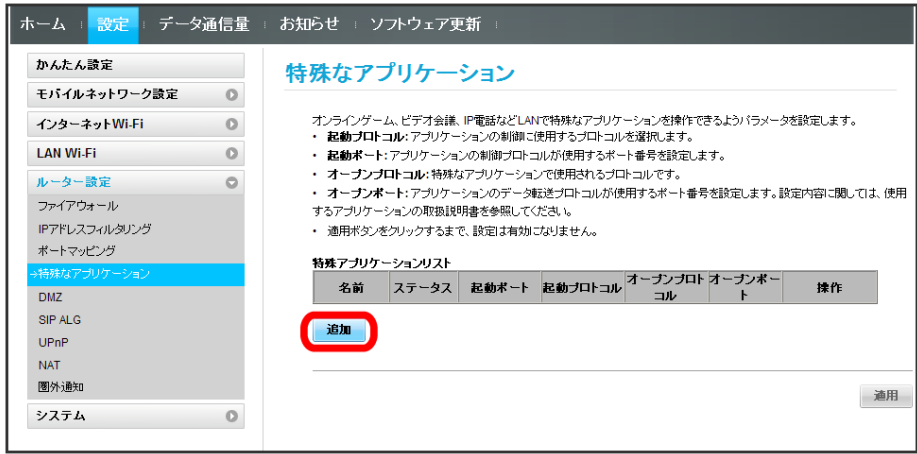 ホーム 設定 データ通信量 お知らせ ソフトウェア更新
かんたん設定
モバイルネットワーク設定
インターネットWi-Fi
LAN Wi-Fi
ルーター設定
ファイアウォール
IPアドレスフィルタリング
ポートマッピング
→特殊なアプリケーション
DMZ
SIP ALG
UPnP
NAT
圏外通知
システム
特殊なアプリケーション
オンラインゲーム、ビデオ会議、IP電話などLANで特殊なアプリケーションを操作できるようパラメータを設定します。
・ 起動プロトコル:アプリケーションの制御に使用するプロトコルを選択します。
・ 起動ポート:アプリケーションの制御プロトコルが使用するポート番号を設定します。
・ オープンプロトコル:特殊なアプリケーションで使用されるプロトコルです。
・ オープンポート:アプリケーションのデータ転送プロトコルが使用するポート番号を設定します。設定内容に関しては、使用
するアプリケーションの取扱説明書を参照してください。
・ 適用ボタンをクリックするまで、設定は有効になりません。
特殊アプリケーションリスト
名前 ステータス 起動ポート 起動プロトコル オープンプロトコル オープンポート 操作
追加
適用